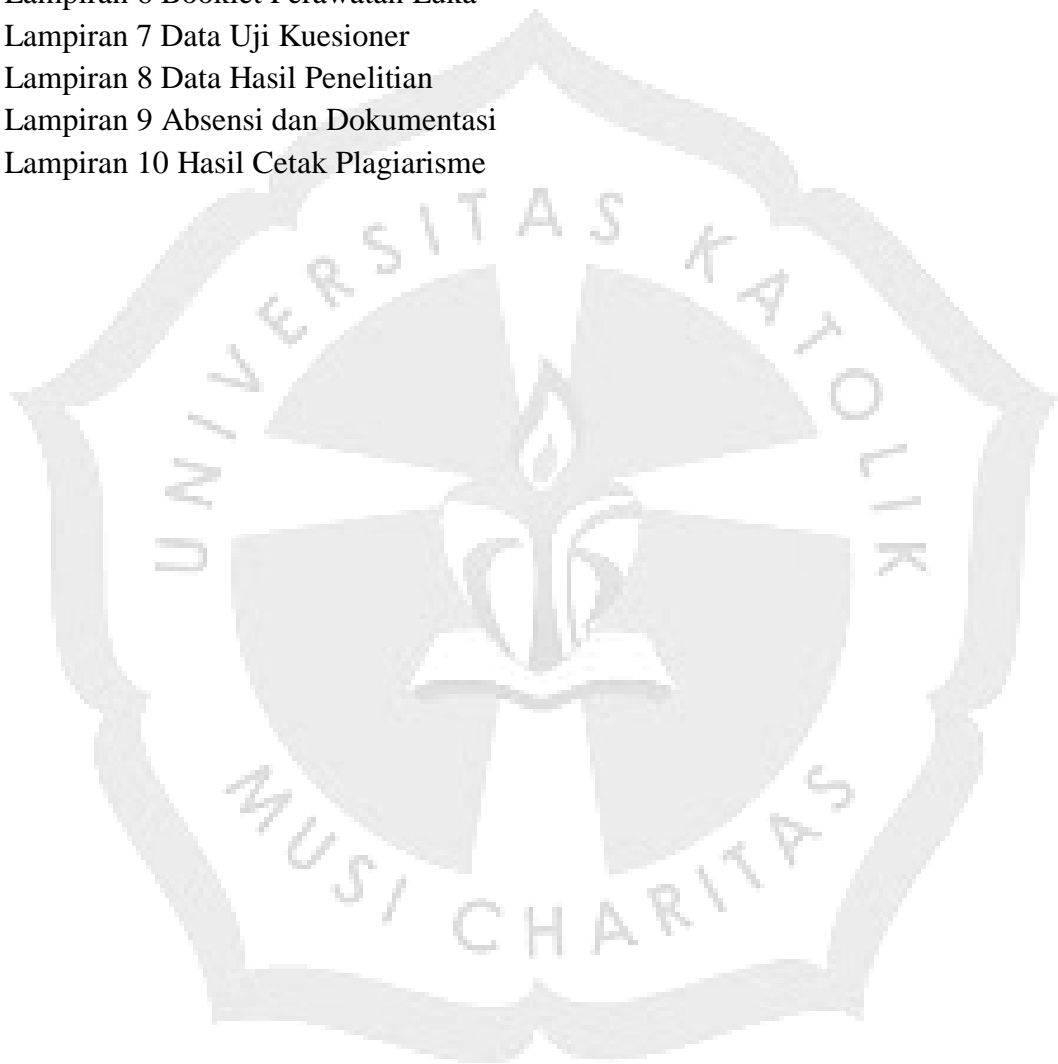 Lampiran 6 Booklet Perawatan Luka
Lampiran 7 Data Uji Kuesioner
Lampiran 8 Data Hasil Penelitian
Lampiran 9 Absensi dan Dokumentasi
Lampiran 10 Hasil Cetak Plagiarisme
UNIVERSITAS KATOLIK
MUSI CHARITAS